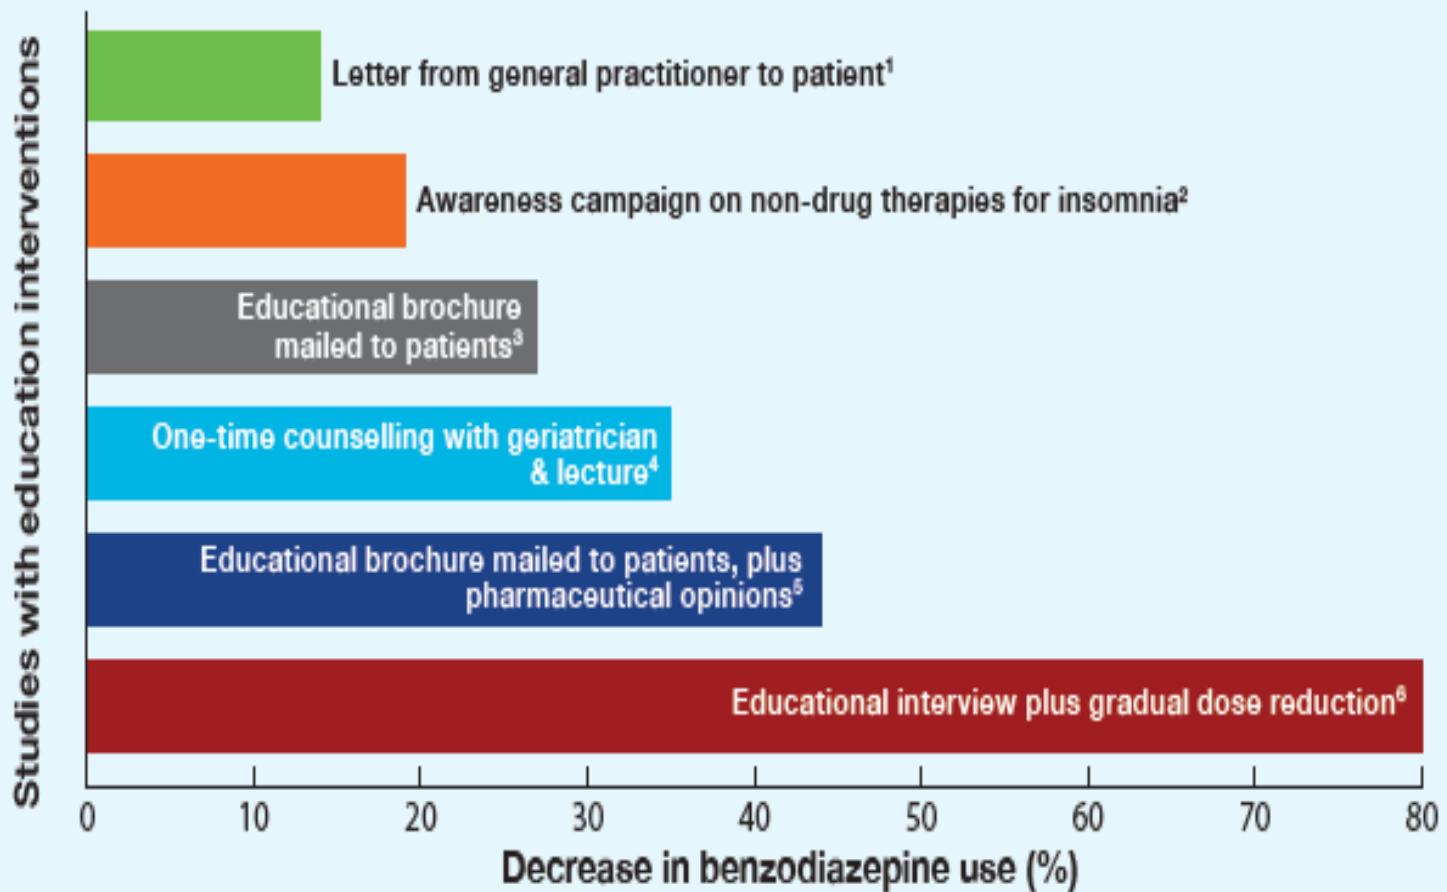 Studies with education interventions
Letter from general practitioner to patient¹
Awareness campaign on non-drug therapies for insomnia²
Educational brochure
mailed to patients³
One-time counselling with geriatrician
& lecture⁴
Educational brochure mailed to patients, plus
pharmaceutical opinions⁵
Educational interview plus gradual dose reduction⁶
0 10 20 30 40 50 60 70 80
Decrease in benzodiazepine use (%)